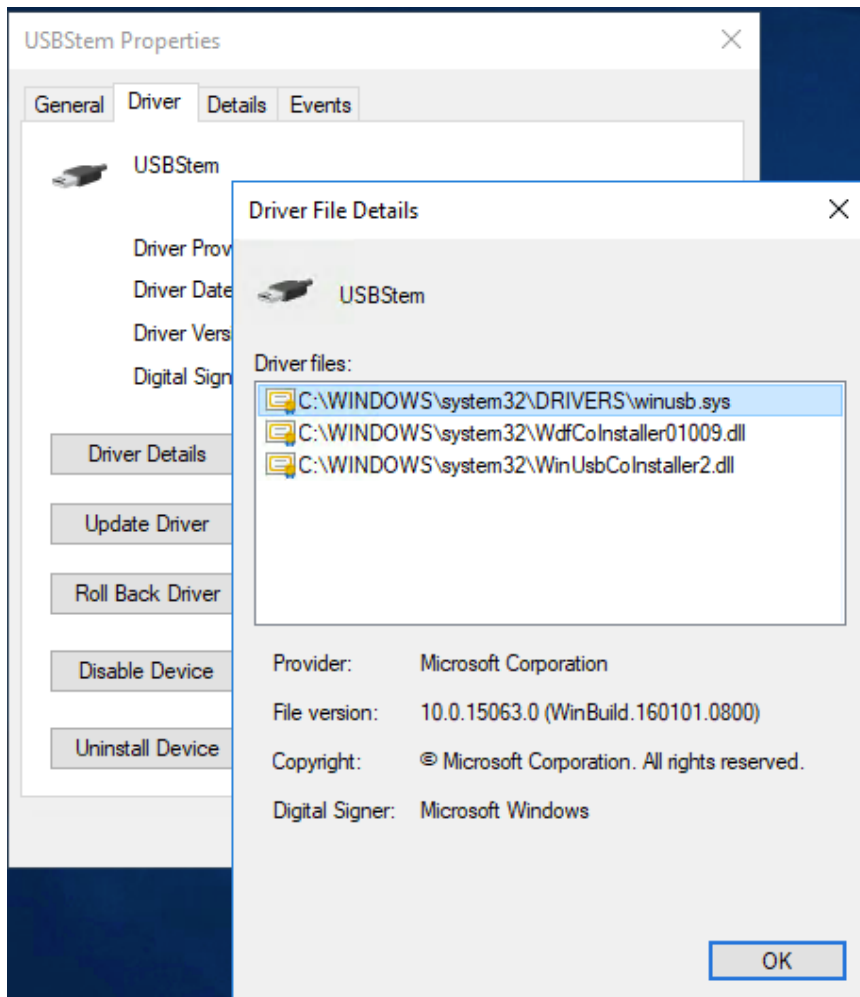 USBStem Properties
General Driver Details Events
USBStem
Driver Prov
Driver Date
Driver Vers
Digital Sign
Driver Details
Update Driver
Roll Back Driver
Disable Device
Uninstall Device
Driver File Details
USBStem
Driver files:
C:\WINDOWS\system32\DRIVERS\winusb.sys
C:\WINDOWS\system32\WdfCoInstaller01009.dll
C:\WINDOWS\system32\WinUsbCoInstaller2.dll
Provider: Microsoft Corporation
File version: 10.0.15063.0 (WinBuild.160101.0800)
Copyright: © Microsoft Corporation. All rights reserved.
Digital Signer: Microsoft Windows
OK